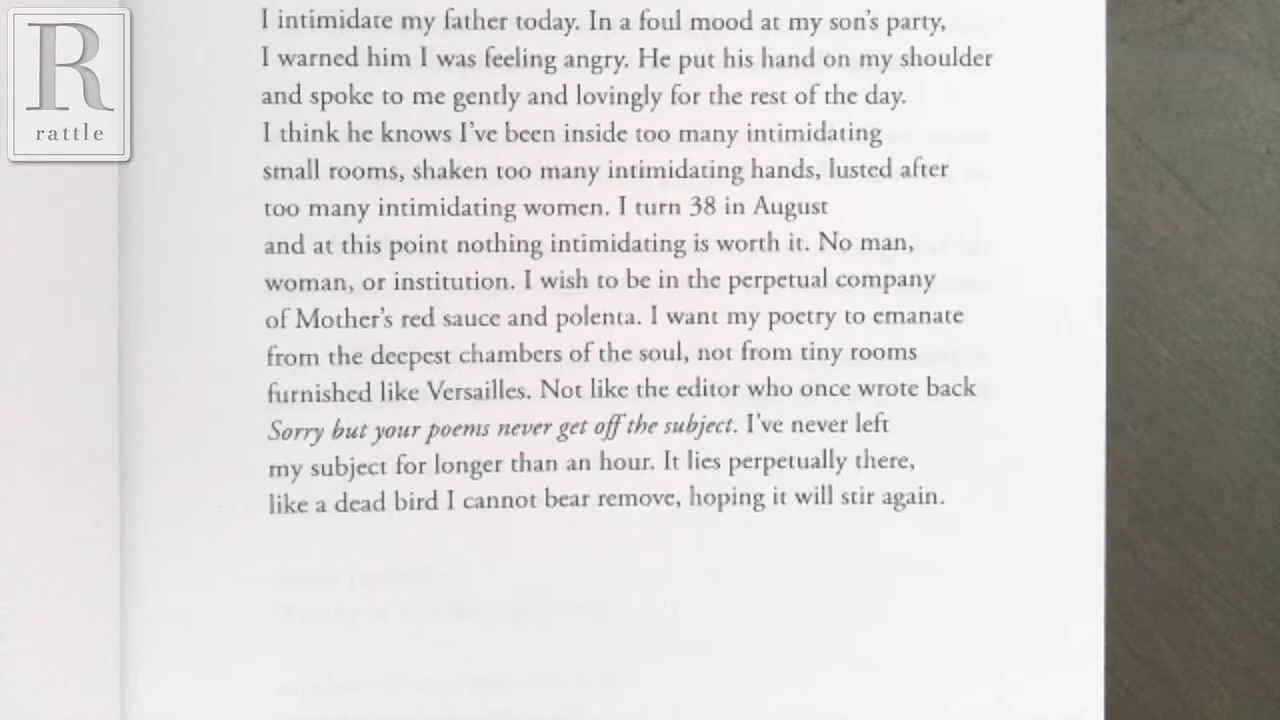 R
rattle
I intimidate my father today. In a foul mood at my son's party,
I warned him I was feeling angry. He put his hand on my shoulder
and spoke to me gently and lovingly for the rest of the day.
I think he knows I've been inside too many intimidating
small rooms, shaken too many intimidating hands, lusted after
too many intimidating women. I turn 38 in August
and at this point nothing intimidating is worth it. No man,
woman, or institution. I wish to be in the perpetual company
of Mother's red sauce and polenta. I want my poetry to emanate
from the deepest chambers of the soul, not from tiny rooms
furnished like Versailles. Not like the editor who once wrote back
Sorry but your poems never get off the subject. I've never left
my subject for longer than an hour. It lies perpetually there,
like a dead bird I cannot bear remove, hoping it will stir again.